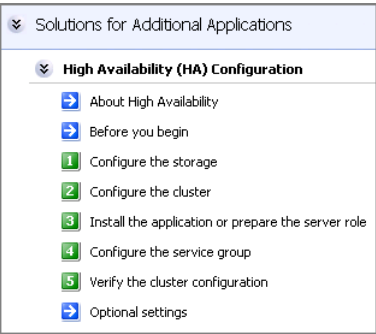 Solutions for Additional Applications
High Availability (HA) Configuration
About High Availability
Before you begin
1 Configure the storage
2 Configure the cluster
3 Install the application or prepare the server role
4 Configure the service group
5 Verify the cluster configuration
Optional settings